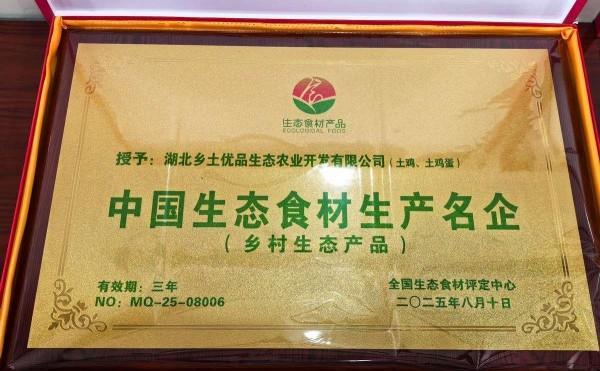 生态食材产品
ECOLOGICAL FOOD
授予：湖北乡土优品生态农业开发有限公司（土鸡、土鸡蛋）
中国生态食材生产名企
（乡村生态产品）
有效期：三年
NO：MQ-25-08006
全国生态食材评定中心
二〇二五年八月十日